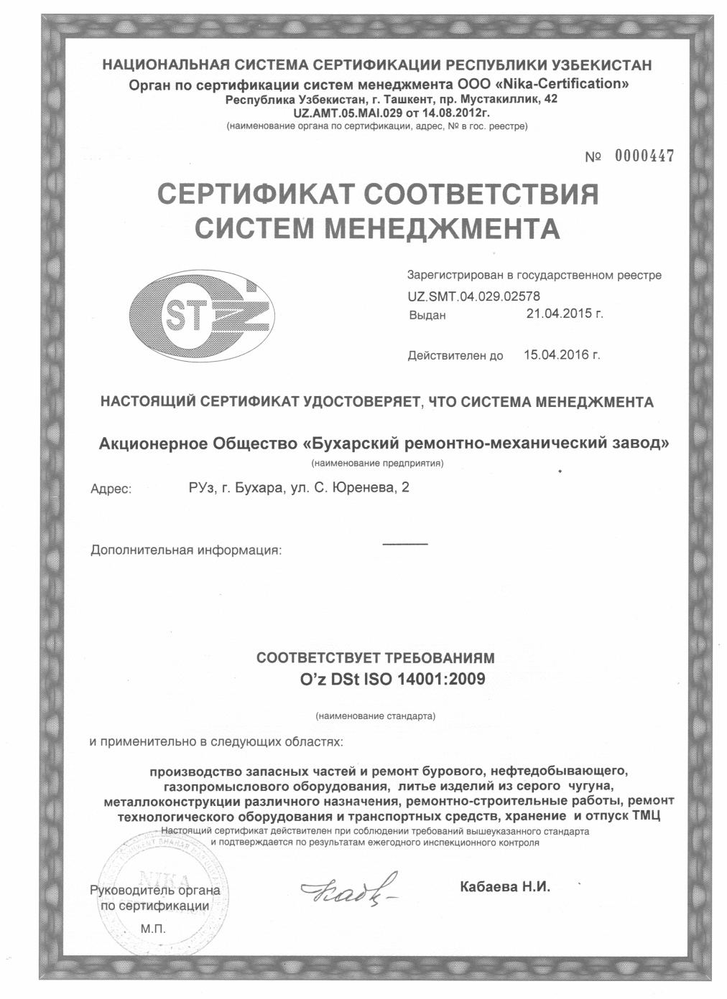 НАЦИОНАЛЬНАЯ СИСТЕМА СЕРТИФИКАЦИИ РЕСПУБЛИКИ УЗБЕКИСТАН
Орган по сертификации систем менеджмента ООО «Nika-Certification»
Республика Узбекистан, г. Ташкент, пр. Мустакиллик, 42
UZ.AMT.05.MAI.029 от 14.08.2012г.
(наименование органа по сертификации, адрес, № в гос. реестре)
№ 0000447
СЕРТИФИКАТ СООТВЕТСТВИЯ
СИСТЕМ МЕНЕДЖМЕНТА
ST
Зарегистрирован в государственном реестре
UZ.SMT.04.029.02578
Выдан 21.04.2015 г.
Действителен до 15.04.2016 г.
НАСТОЯЩИЙ СЕРТИФИКАТ УДОСТОВЕРЯЕТ, ЧТО СИСТЕМА МЕНЕДЖМЕНТА
Акционерное Общество «Бухарский ремонтно-механический завод»
(наименование предприятия)
Адрес: РУз, г. Бухара, ул. С. Юренева, 2
Дополнительная информация:
СООТВЕТСТВУЕТ ТРЕБОВАНИЯМ
O’z DSt ISO 14001:2009
(наименование стандарта)
и применительно в следующих областях:
производство запасных частей и ремонт бурового, нефтедобывающего,
газопромыслового оборудования, литье изделий из серого чугуна,
металлоконструкции различного назначения, ремонтно-строительные работы, ремонт
технологического оборудования и транспортных средств, хранение и отпуск ТМЦ
Настоящий сертификат действителен при соблюдении требований вышеуказанного стандарта
и подтверждается по результатам ежегодного инспекционного контроля
NIKA
Руководитель органа
по сертификации
Кабаева Н.И.
М.П.